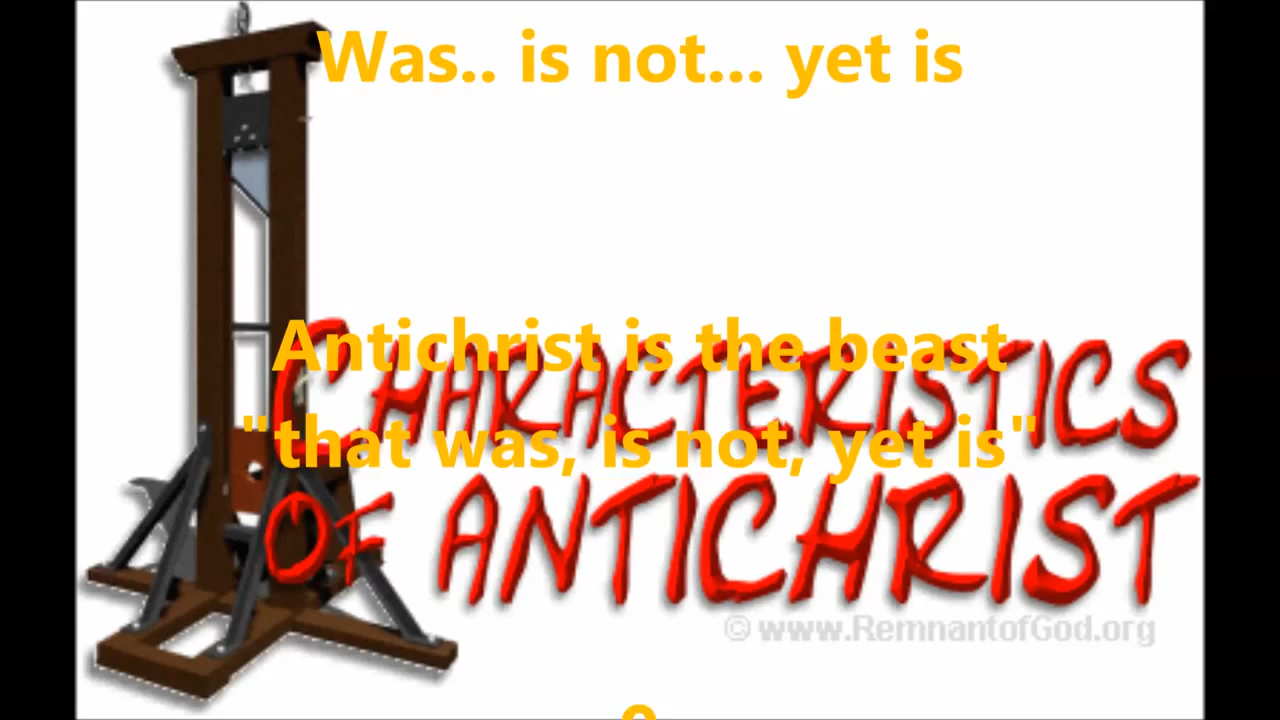 Was.. is not... yet is
Antichrist is the beast
"that was, is not, yet is"
CHARACTERISTICS
OF ANTICHRIST
© www.RemnantofGod.org